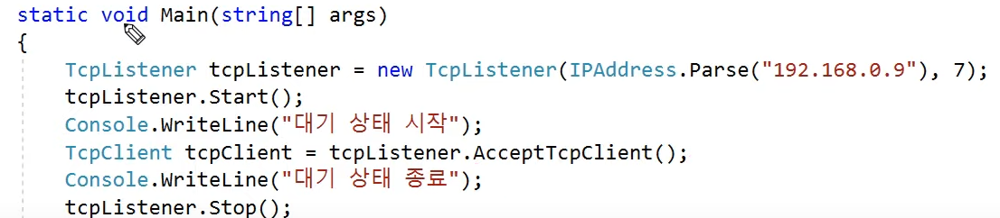 static void Main(string[] args)
{
TcpListener tcpListener = new TcpListener(IPAddress.Parse("192.168.0.9"), 7);
tcpListener.Start();
Console.WriteLine("대기 상태 시작");
TcpClient tcpClient = tcpListener.AcceptTcpClient();
Console.WriteLine("대기 상태 종료");
tcpListener.Stop();